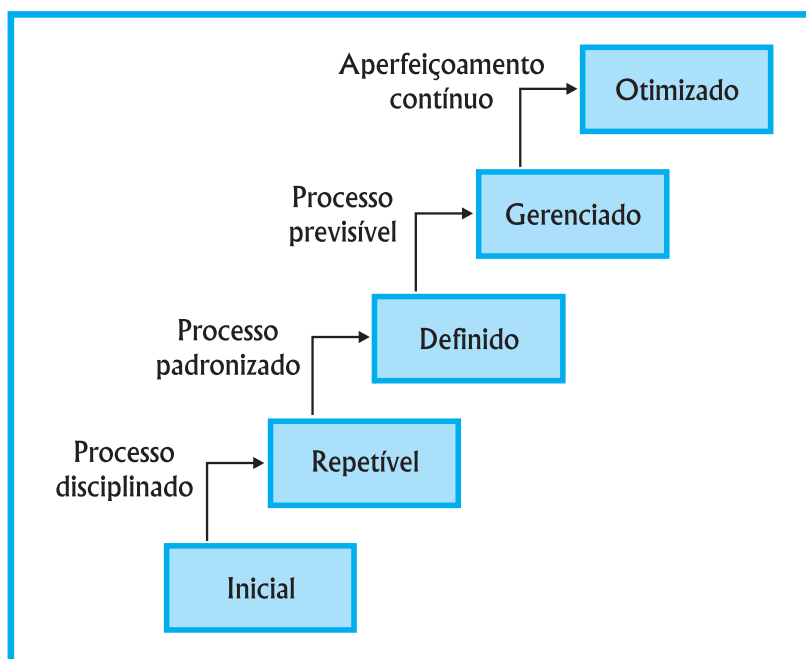 Aperfeiçoamento
contínuo
Otimizado
Processo
previsível
Gerenciado
Processo
padronizado
Definido
Processo
disciplinado
Repetível
Inicial